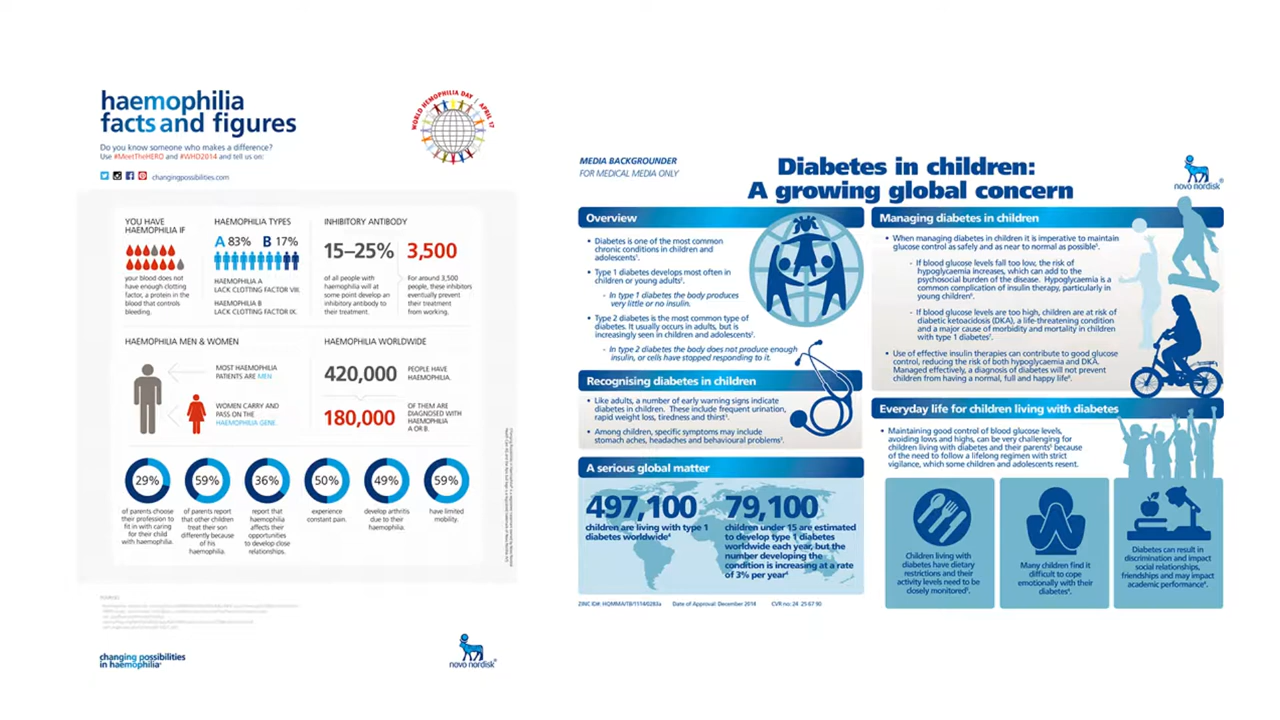 haemophilia
facts and figures
Do you know someone who makes a difference?
Use #MeetTheHERO and #WHD2014 and tell us on:
changingpossibilities.com
WORLD HEMOPHILIA DAY / APRIL 17
YOU HAVE
HAEMOPHILIA IF
your blood does not
have enough clotting
factor, a protein in the
blood that controls
bleeding.
HAEMOPHILIA TYPES
A 83% B 17%
HAEMOPHILIA A
LACK CLOTTING FACTOR VIII.
HAEMOPHILIA B
LACK CLOTTING FACTOR IX.
INHIBITORY ANTIBODY
15–25%
of all people with
haemophilia will at
some point develop an
inhibitory antibody to
their treatment.
3,500
For around 3,500
people, these inhibitors
eventually prevent
their treatment
from working.
HAEMOPHILIA MEN & WOMEN
MOST HAEMOPHILIA
PATIENTS ARE MEN
WOMEN CARRY AND
PASS ON THE
HAEMOPHILIA GENE.
HAEMOPHILIA WORLDWIDE
420,000
PEOPLE HAVE
HAEMOPHILIA.
180,000
OF THEM ARE
DIAGNOSED WITH
HAEMOPHILIA
A OR B.
29%
of parents choose
their profession to
fit in with caring
for their child
with haemophilia.
59%
of parents report
that other children
treat their son
differently because
of his
haemophilia.
36%
report that
haemophilia
affects their
opportunities
to develop close
relationships.
50%
experience
constant pain.
49%
develop arthritis
due to their
haemophilia.
59%
have limited
mobility.
changing possibilities
in haemophilia®
novo nordisk®
MEDIA BACKGROUNDER
FOR MEDICAL MEDIA ONLY
Diabetes in children:
A growing global concern
novo nordisk®
Overview
• Diabetes is one of the most common
chronic conditions in children and
adolescents¹.
• Type 1 diabetes develops most often in
children or young adults².
- In type 1 diabetes the body produces
very little or no insulin.
• Type 2 diabetes is the most common type of
diabetes. It usually occurs in adults, but is
increasingly seen in children and adolescents².
- In type 2 diabetes the body does not produce enough
insulin, or cells have stopped responding to it.
Recognising diabetes in children
• Like adults, a number of early warning signs indicate
diabetes in children. These include frequent urination,
rapid weight loss, tiredness and thirst³.
• Among children, specific symptoms may include
stomach aches, headaches and behavioural problems³.
A serious global matter
497,100
children are living with type 1
diabetes worldwide⁴
79,100
children under 15 are estimated
to develop type 1 diabetes
worldwide each year, but the
number developing the
condition is increasing at a rate
of 3% per year⁴
Date of Approval: December 2014
CVR no: 24 25 67 90
Managing diabetes in children
• When managing diabetes in children it is imperative to maintain
glucose control as safely and as near to normal as possible⁵.
- If blood glucose levels fall too low, the risk of
hypoglycaemia increases, which can add to the
psychosocial burden of the disease. Hypoglycaemia is a
common complication of insulin therapy, particularly in
young children⁶.
- If blood glucose levels are too high, children are at risk of
diabetic ketoacidosis (DKA), a life-threatening condition
and a major cause of morbidity and mortality in children
with type 1 diabetes⁷.
• Use of effective insulin therapies can contribute to good glucose
control, reducing the risk of both hypoglycaemia and DKA.
Managed effectively, a diagnosis of diabetes will not prevent
children from having a normal, full and happy life⁸.
Everyday life for children living with diabetes
• Maintaining good control of blood glucose levels,
avoiding lows and highs, can be very challenging for
children living with diabetes and their parents⁵ because
of the need to follow a lifelong regimen with strict
vigilance, which some children and adolescents resent.
Children living with
diabetes have dietary
restrictions and their
activity levels need to be
closely monitored⁵.
Many children find it
difficult to cope
emotionally with their
diabetes⁹.
Diabetes can result in
discrimination and impact
social relationships,
friendships and may impact
academic performance⁴.